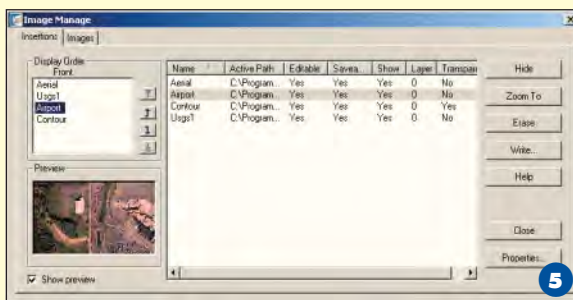 Image Manage
Insertions Images
Display Order
Front
Aerial
Usgs1
Airport
Contour
Preview
Show preview
Name Active Path Editable Savea... Show Layer Transpar
Aerial C:\Program... Yes Yes Yes 0 No
Airport C:\Program... Yes Yes Yes 0 No
Contour C:\Program... Yes Yes Yes 0 Yes
Usgs1 C:\Program... Yes Yes Yes 0 No
Hide
Zoom To
Erase
Write...
Help
Close
Properties...
5